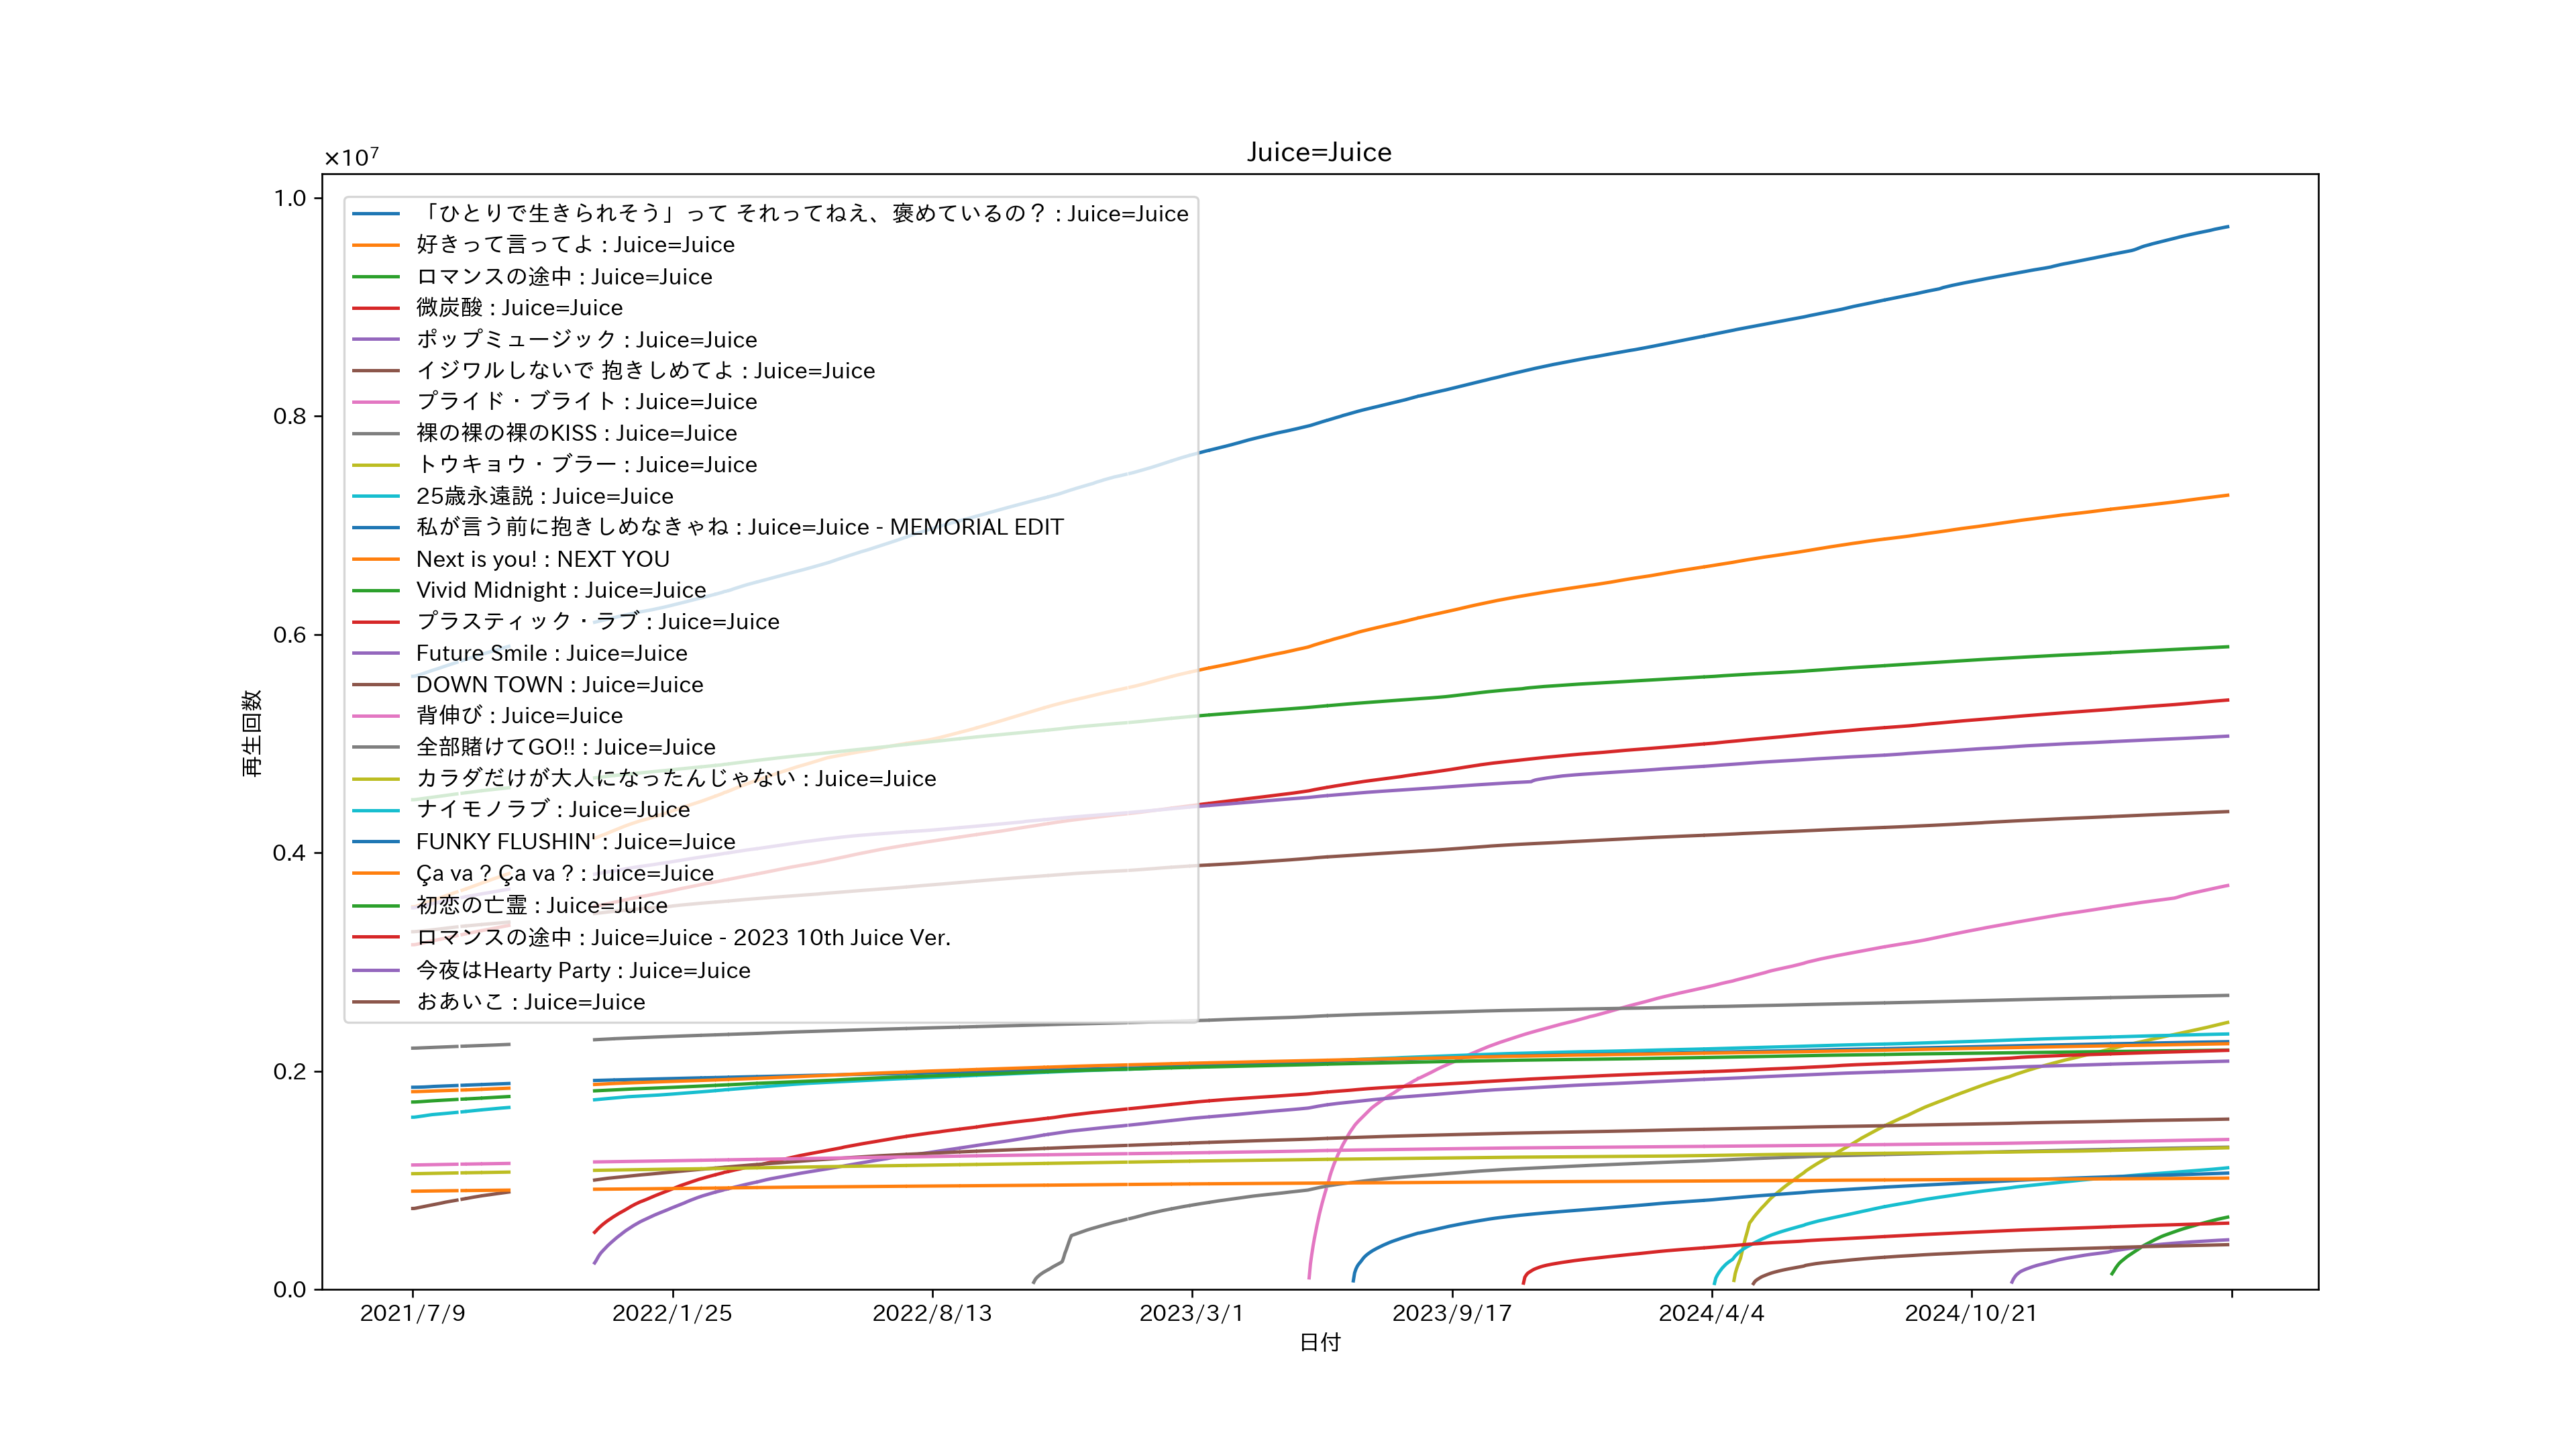 Juice=Juice
×10⁷
1.0
0.8
0.6
0.4
0.2
0.0
再生回数
「ひとりで生きられそう」って それってねえ、褒めているの？ : Juice=Juice
好きって言ってよ : Juice=Juice
ロマンスの途中 : Juice=Juice
微炭酸 : Juice=Juice
ポップミュージック : Juice=Juice
イジワルしないで 抱きしめてよ : Juice=Juice
プライド・ブライト : Juice=Juice
裸の裸の裸のKISS : Juice=Juice
トウキョウ・ブラー : Juice=Juice
25歳永遠説 : Juice=Juice
私が言う前に抱きしめなきゃね : Juice=Juice - MEMORIAL EDIT
Next is you! : NEXT YOU
Vivid Midnight : Juice=Juice
プラスティック・ラブ : Juice=Juice
Future Smile : Juice=Juice
DOWN TOWN : Juice=Juice
背伸び : Juice=Juice
全部賭けてGO!! : Juice=Juice
カラダだけが大人になったんじゃない : Juice=Juice
ナイモノラブ : Juice=Juice
FUNKY FLUSHIN' : Juice=Juice
Ça va ? Ça va ? : Juice=Juice
初恋の亡霊 : Juice=Juice
ロマンスの途中 : Juice=Juice - 2023 10th Juice Ver.
今夜はHearty Party : Juice=Juice
おあいこ : Juice=Juice
2021/7/9
2022/1/25
2022/8/13
2023/3/1
2023/9/17
2024/4/4
2024/10/21
日付